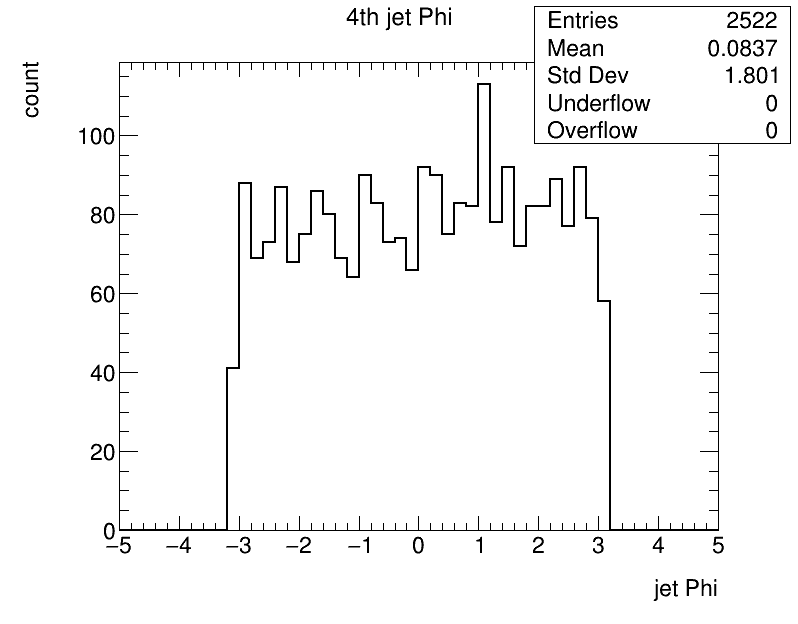 4th jet Phi
Entries 2522
Mean 0.0837
Std Dev 1.801
Underflow 0
Overflow 0
count
100
80
60
40
20
0
−5 −4 −3 −2 −1 0 1 2 3 4 5
jet Phi